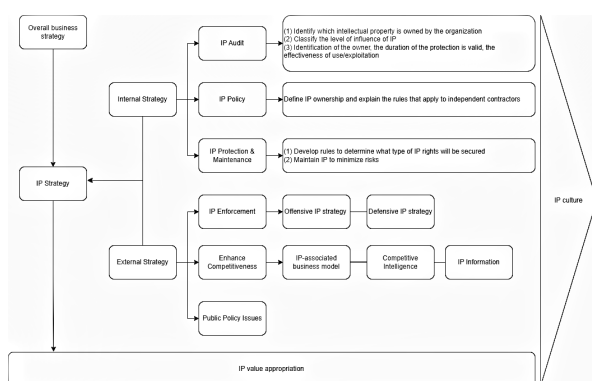 Overall business
strategy
IP Audit
(1) Identify which intellectual property is owned by the organization
(2) Classify the level of influence of IP
(3) Identification of the owner, the duration of the protection is valid, the
effectiveness of use/exploitation
Internal Strategy
IP Policy
Define IP ownership and explain the rules that apply to independent contractors
IP Protection &
Maintenance
(1) Develop rules to determine what type of IP rights will be secured
(2) Maintain IP to minimize risks
IP Strategy
IP culture
IP Enforcement
Offensive IP strategy
Defensive IP strategy
External Strategy
Enhance
Competitiveness
IP-associated
business model
Competitive
Intelligence
IP Information
Public Policy Issues
IP value appropriation